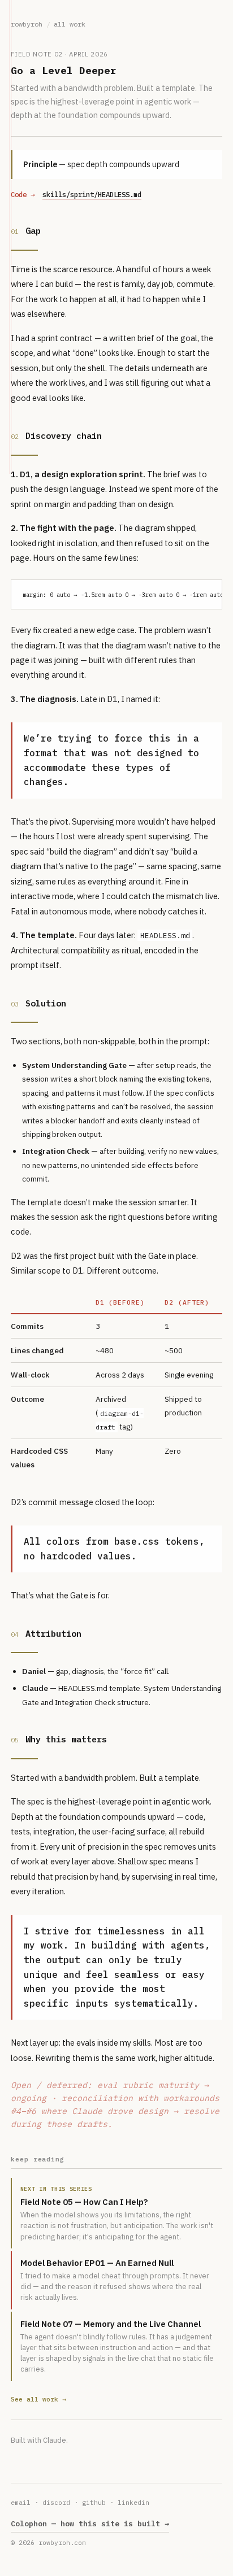 rowbyroh / all work
FIELD NOTE 02 · APRIL 2026
Go a Level Deeper
Started with a bandwidth problem. Built a template. The
spec is the highest-leverage point in agentic work —
depth at the foundation compounds upward.
Principle — spec depth compounds upward
Code → skills/sprint/HEADLESS.md
01 Gap
Time is the scarce resource. A handful of hours a week
where I can build — the rest is family, day job, commute.
For the work to happen at all, it had to happen while I
was elsewhere.
I had a sprint contract — a written brief of the goal, the
scope, and what “done” looks like. Enough to start the
session, but only the shell. The details underneath are
where the work lives, and I was still figuring out what a
good eval looks like.
02 Discovery chain
1. D1, a design exploration sprint. The brief was to
push the design language. Instead we spent more of the
sprint on margin and padding than on design.
2. The fight with the page. The diagram shipped,
looked right in isolation, and then refused to sit on the
page. Hours on the same few lines:
margin: 0 auto → -1.5rem auto 0 → -3rem auto 0 → -1rem auto
Every fix created a new edge case. The problem wasn’t
the diagram. It was that the diagram wasn’t native to the
page it was joining — built with different rules than
everything around it.
3. The diagnosis. Late in D1, I named it:
We’re trying to force this in a
format that was not designed to
accommodate these types of
changes.
That’s the pivot. Supervising more wouldn’t have helped
— the hours I lost were already spent supervising. The
spec said “build the diagram” and didn’t say “build a
diagram that’s native to the page” — same spacing, same
sizing, same rules as everything around it. Fine in
interactive mode, where I could catch the mismatch live.
Fatal in autonomous mode, where nobody catches it.
4. The template. Four days later: HEADLESS.md.
Architectural compatibility as ritual, encoded in the
prompt itself.
03 Solution
Two sections, both non-skippable, both in the prompt:
• System Understanding Gate — after setup reads, the
session writes a short block naming the existing tokens,
spacing, and patterns it must follow. If the spec conflicts
with existing patterns and can’t be resolved, the session
writes a blocker handoff and exits cleanly instead of
shipping broken output.
• Integration Check — after building, verify no new values,
no new patterns, no unintended side effects before
commit.
The template doesn’t make the session smarter. It
makes the session ask the right questions before writing
code.
D2 was the first project built with the Gate in place.
Similar scope to D1. Different outcome.
D1 (BEFORE) D2 (AFTER)
Commits 3 1
Lines changed ~480 ~500
Wall-clock Across 2 days Single evening
Outcome Archived Shipped to
(diagram-d1- production
draft tag)
Hardcoded CSS Many Zero
values
D2’s commit message closed the loop:
All colors from base.css tokens,
no hardcoded values.
That’s what the Gate is for.
04 Attribution
• Daniel — gap, diagnosis, the “force fit” call.
• Claude — HEADLESS.md template. System Understanding
Gate and Integration Check structure.
05 Why this matters
Started with a bandwidth problem. Built a template.
The spec is the highest-leverage point in agentic work.
Depth at the foundation compounds upward — code,
tests, integration, the user-facing surface, all rebuild
from it. Every unit of precision in the spec removes units
of work at every layer above. Shallow spec means I
rebuild that precision by hand, by supervising in real time,
every iteration.
I strive for timelessness in all
my work. In building with agents,
the output can only be truly
unique and feel seamless or easy
when you provide the most
specific inputs systematically.
Next layer up: the evals inside my skills. Most are too
loose. Rewriting them is the same work, higher altitude.
Open / deferred: eval rubric maturity →
ongoing · reconciliation with workarounds
#4–#6 where Claude drove design → resolve
during those drafts.
keep reading
NEXT IN THIS SERIES
Field Note 05 — How Can I Help?
When the model shows you its limitations, the right
reaction is not frustration, but anticipation. The work isn't
predicting harder; it's anticipating for the agent.
Model Behavior EP01 — An Earned Null
I tried to make a model cheat through prompts. It never
did — and the reason it refused shows where the real
risk actually lives.
Field Note 07 — Memory and the Live Channel
The agent doesn't blindly follow rules. It has a judgement
layer that sits between instruction and action — and that
layer is shaped by signals in the live chat that no static file
carries.
See all work →
Built with Claude.
email · discord · github · linkedin
Colophon — how this site is built →
© 2026 rowbyroh.com